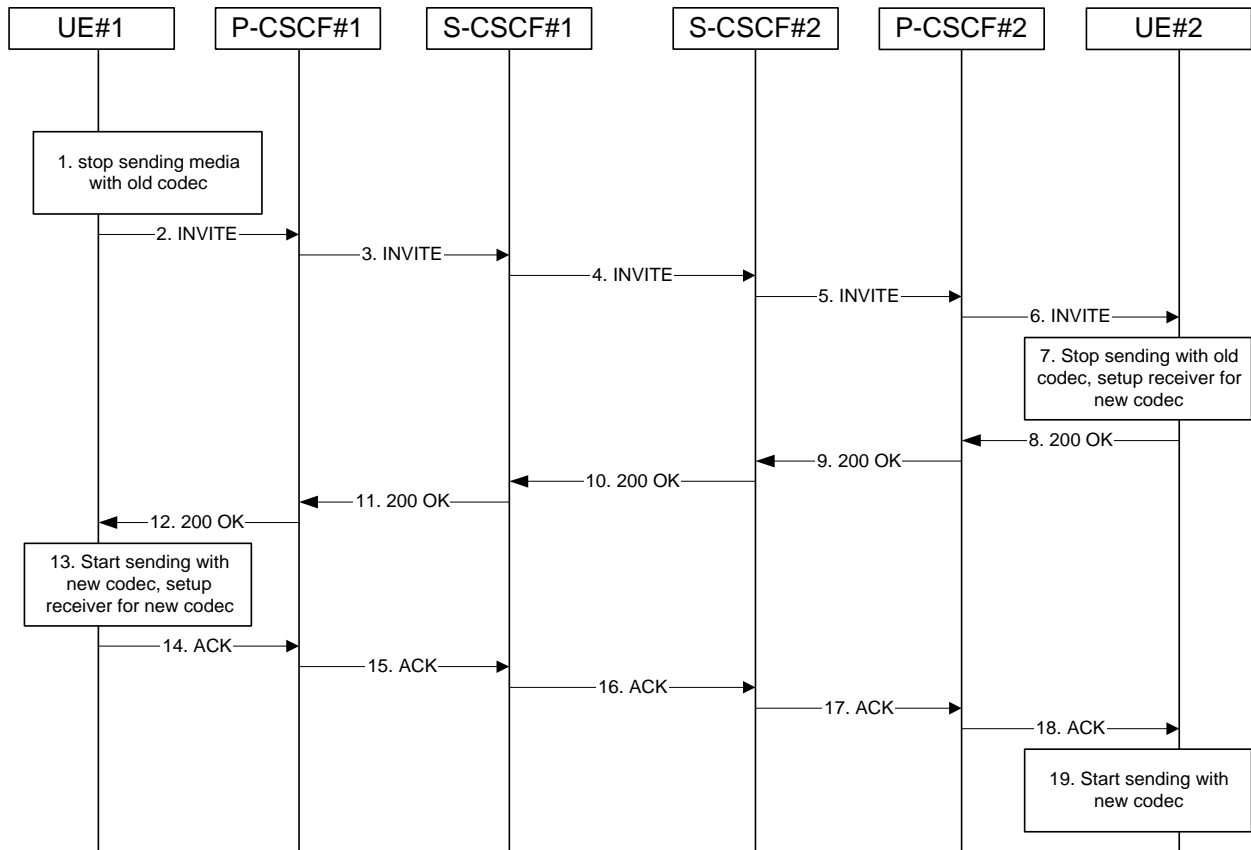 UE#1
P-CSCF#1
S-CSCF#1
S-CSCF#2
P-CSCF#2
UE#2
1. stop sending media
with old codec
2. INVITE
3. INVITE
4. INVITE
5. INVITE
6. INVITE
7. Stop sending with old
codec, setup receiver for
new codec
8. 200 OK
9. 200 OK
10. 200 OK
11. 200 OK
12. 200 OK
13. Start sending with
new codec, setup
receiver for new codec
14. ACK
15. ACK
16. ACK
17. ACK
18. ACK
19. Start sending with
new codec